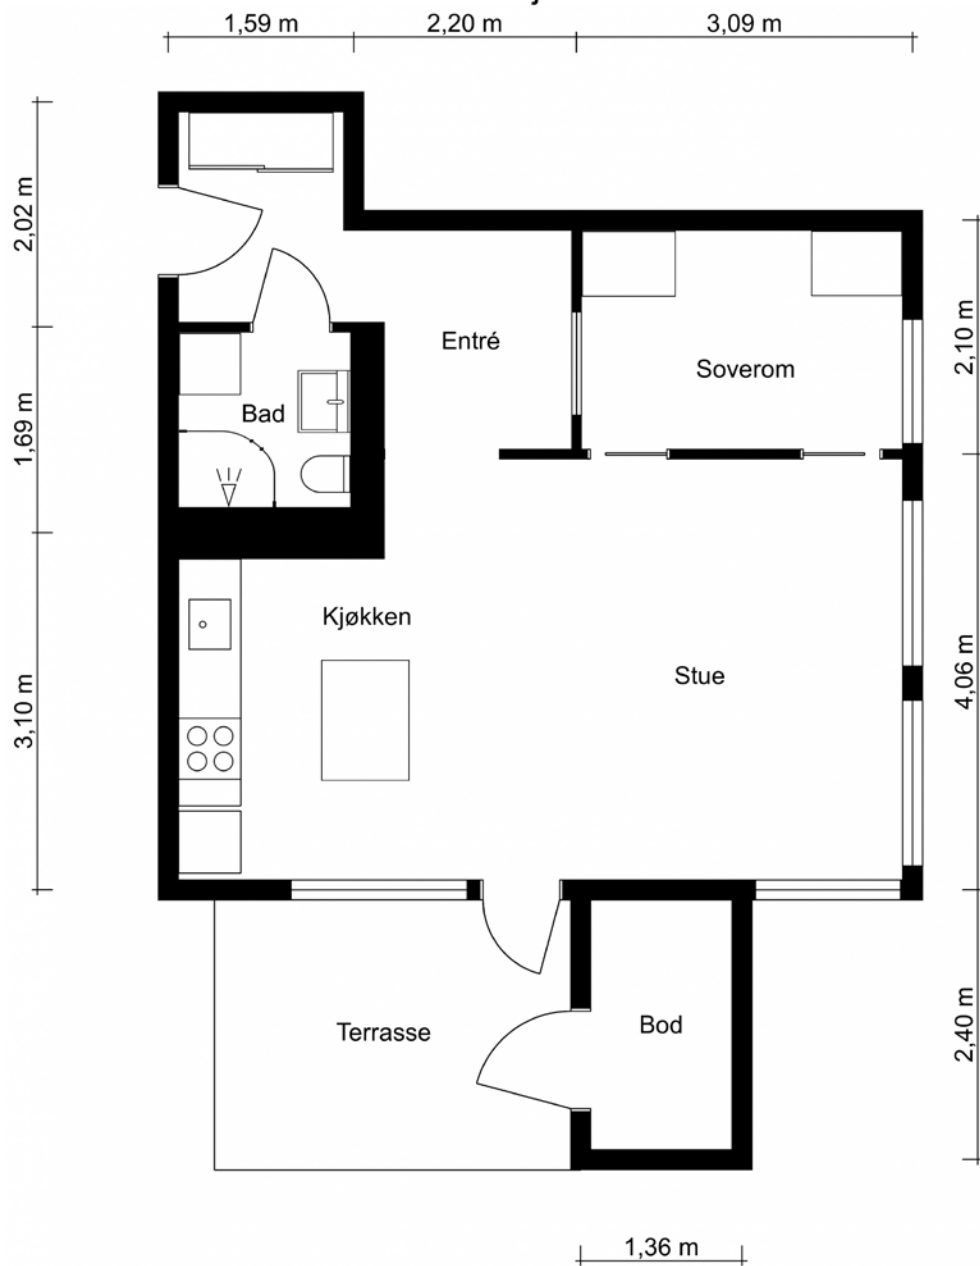 1,59 m
2,20 m
3,09 m
2,02 m
Entré
2,10 m
Soverom
1,69 m
Bad
Kjøkken
3,10 m
Stue
4,06 m
Terrasse
Bod
2,40 m
1,36 m